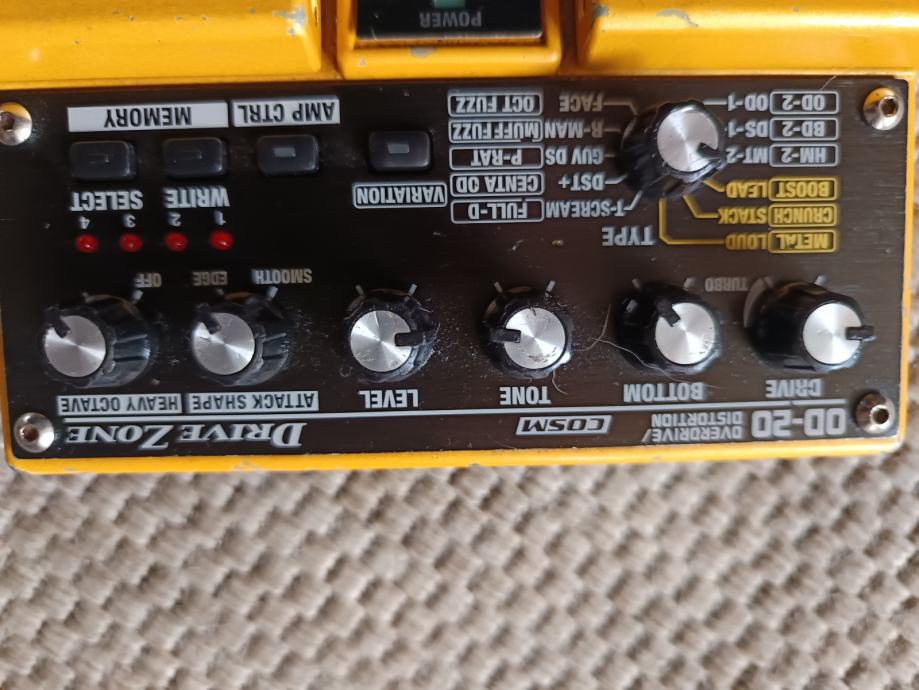 OD-20 OVERDRIVE/
DISTORTION
COSM
DRIVE ZONE
DRIVE
BOTTOM
TONE
LEVEL
ATTACK SHAPE
HEAVY OCTAVE
TURBO
SMOOTH
EDGE
OFF
METAL LOUD
CRUNCH STACK
BOOST LEAD
HM-2 MT-2
BD-2 DS-1
OD-2 OD-1
TYPE
T-SCREAM FULL-D
DST+ CENTA OD
GUV DS P-RAT
R-MAN MUFF FUZZ
FACE OCT FUZZ
VARIATION
1 2 3 4
WRITE SELECT
AMP CTRL
MEMORY
POWER